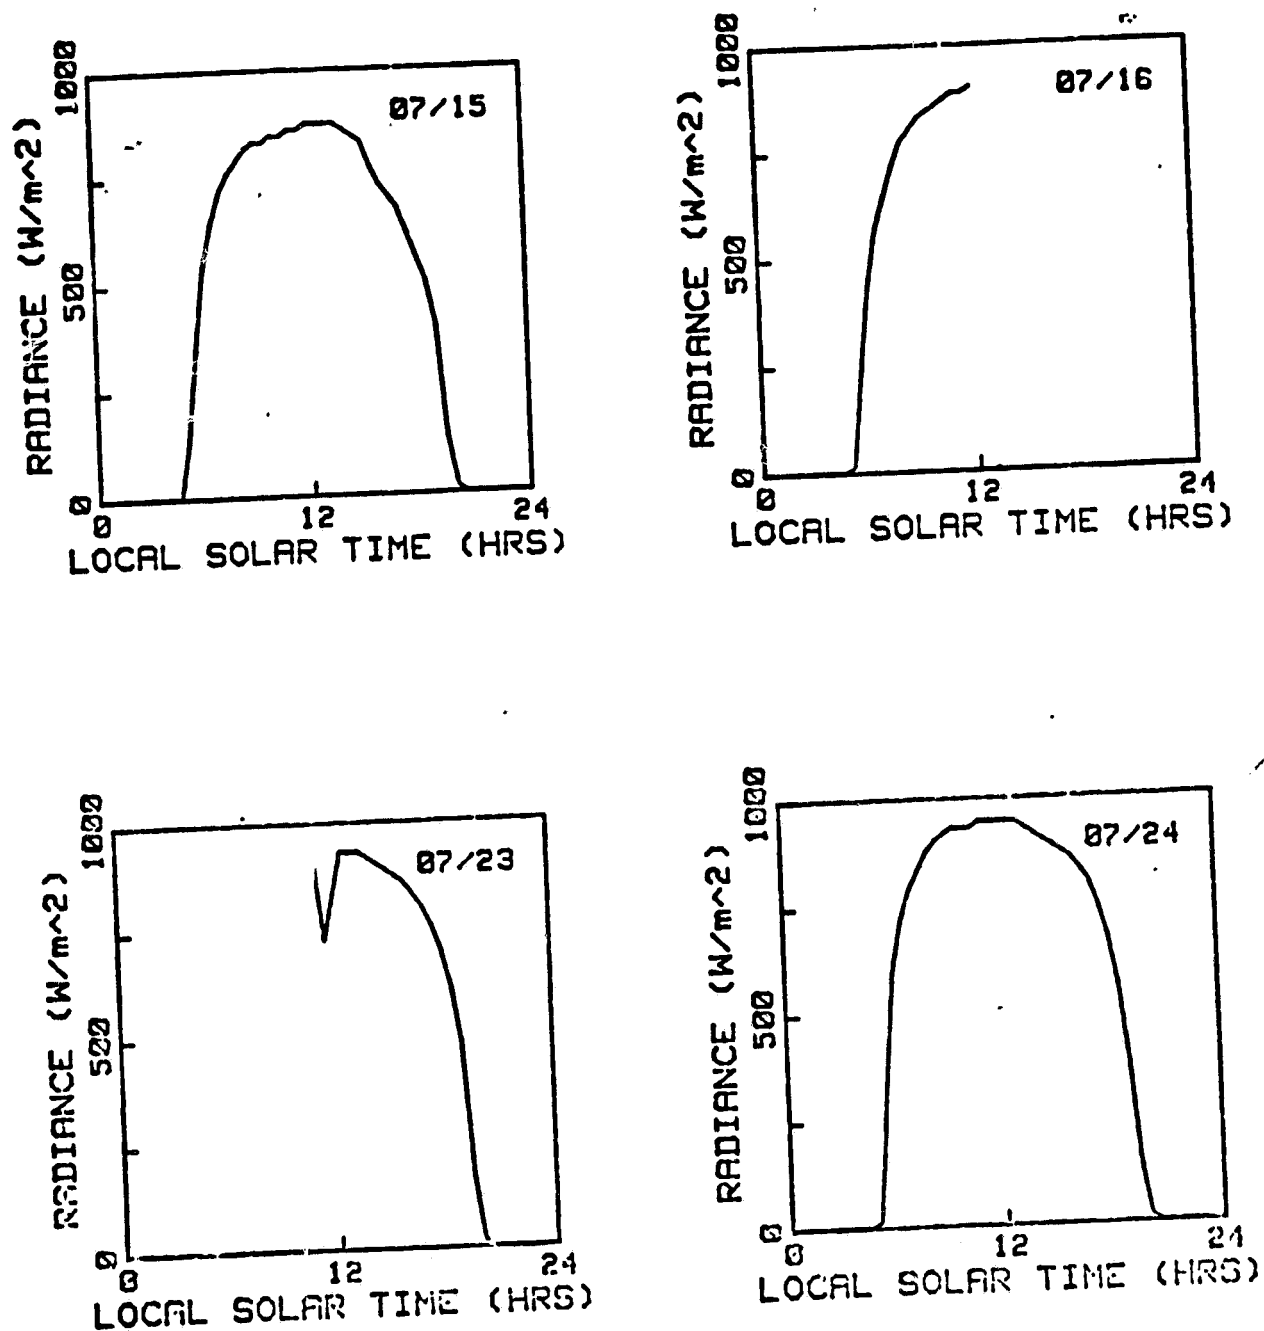 1000
07/15
RADIANCE (W/m^2)
500
0
0 12 24
LOCAL SOLAR TIME (HRS)
1000
07/16
RADIANCE (W/m^2)
500
0
0 12 24
LOCAL SOLAR TIME (HRS)
1000
07/23
RADIANCE (W/m^2)
500
0
0 12 24
LOCAL SOLAR TIME (HRS)
1000
07/24
RADIANCE (W/m^2)
500
0
0 12 24
LOCAL SOLAR TIME (HRS)